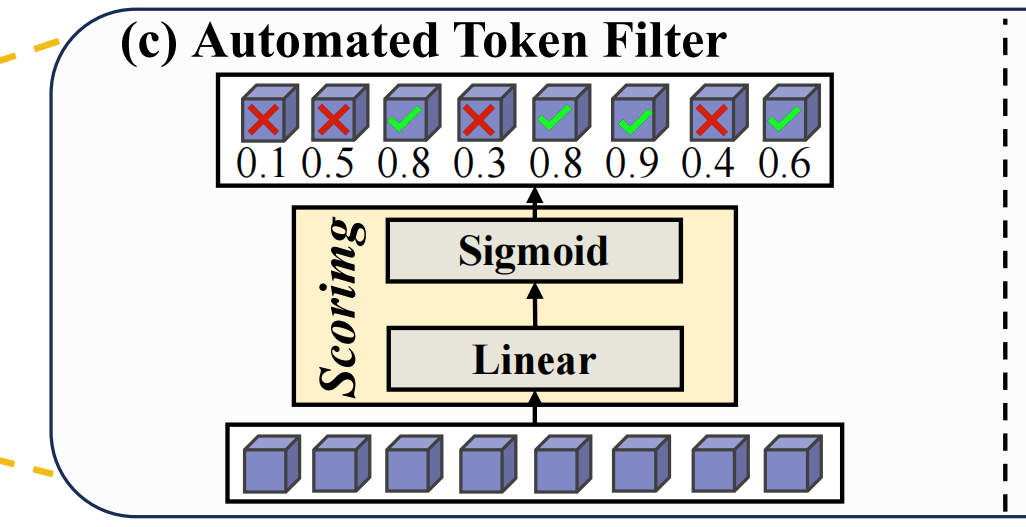 (c) Automated Token Filter
0.1 0.5 0.8 0.3 0.8 0.9 0.4 0.6
Scorimg
Sigmoid
Linear